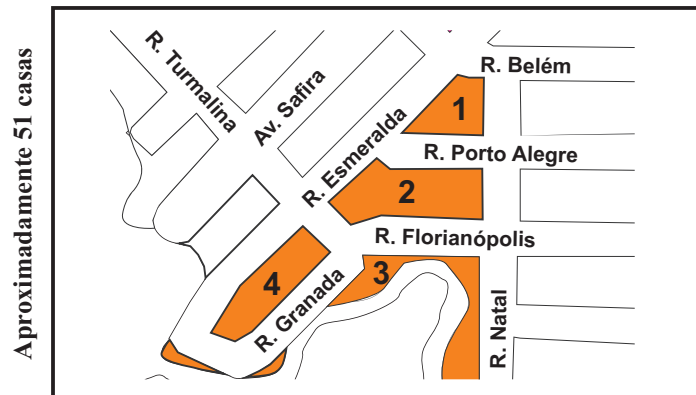 Aproximadamente 51 casas
R. Turmalina
Av. Safira
R. Esmeralda
R. Belém
1
R. Porto Alegre
2
R. Florianópolis
3
4
R. Granada
R. Natal